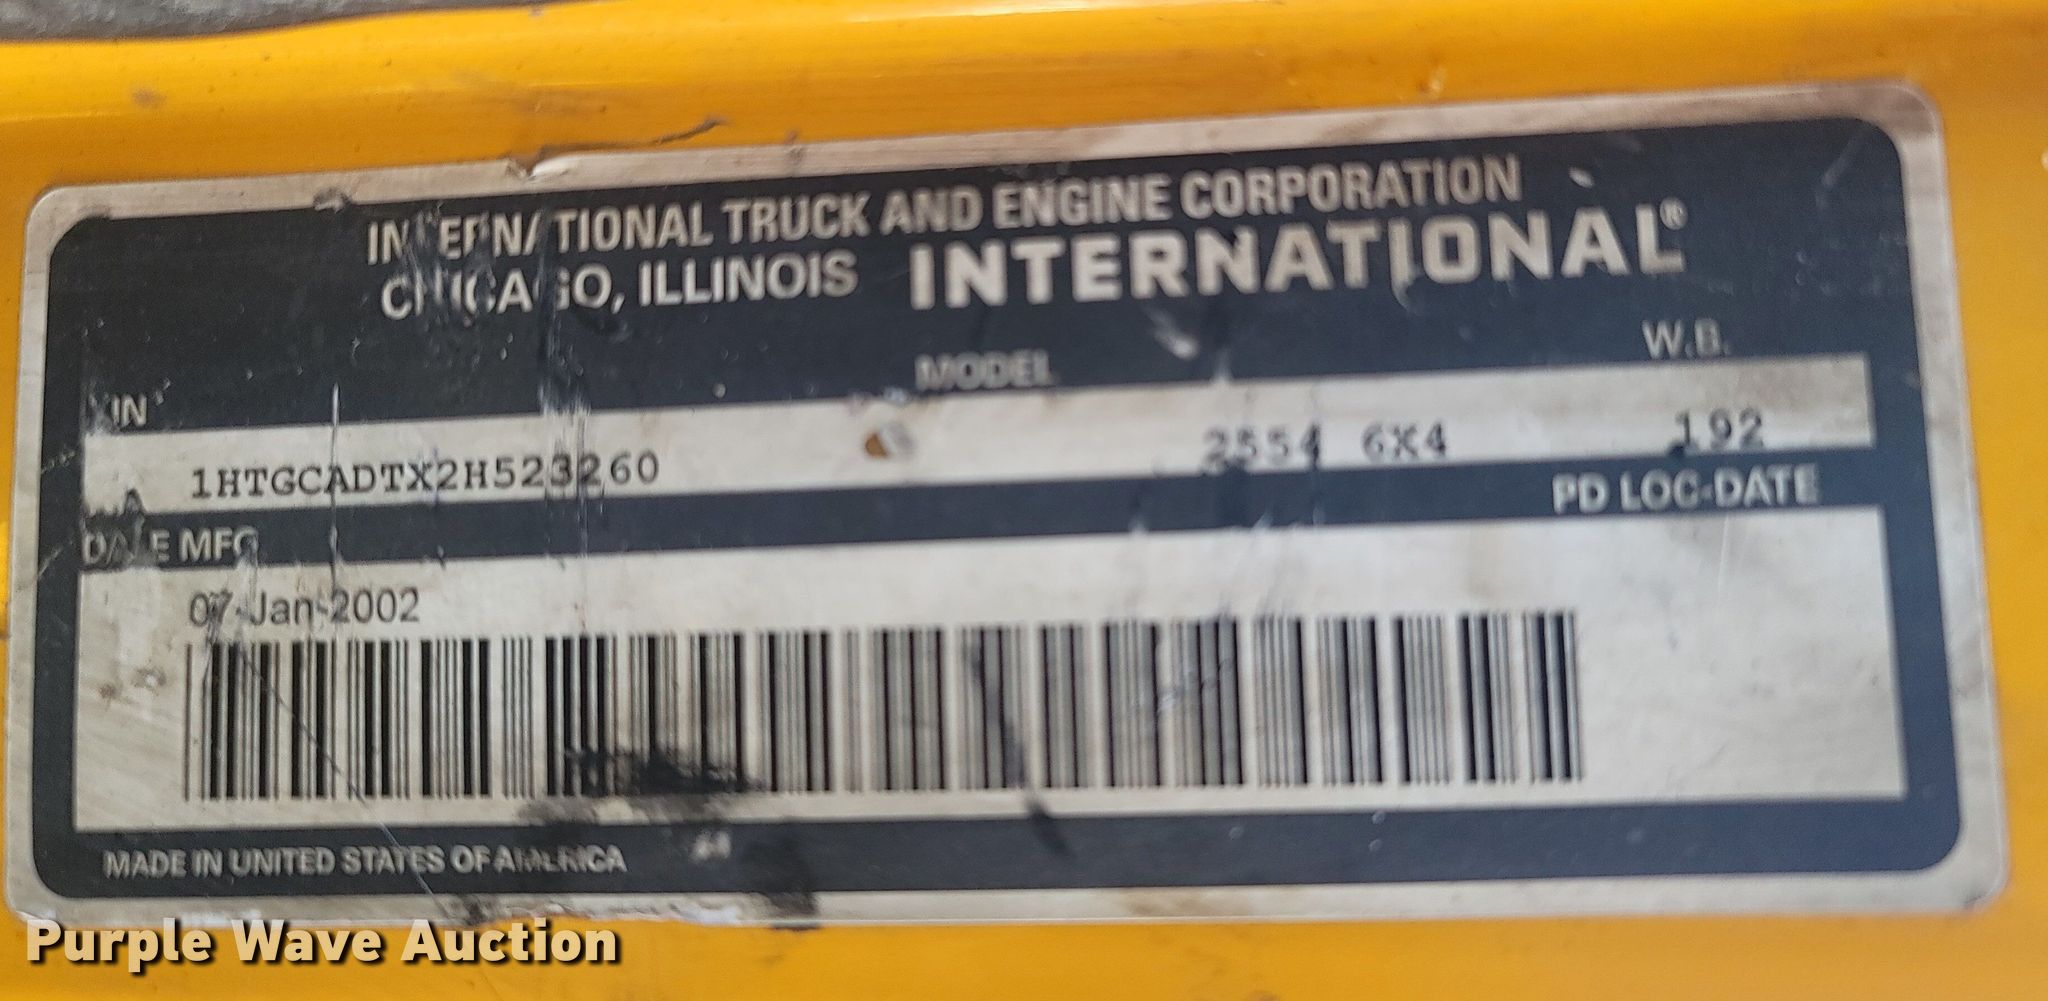 INTERNATIONAL TRUCK AND ENGINE CORPORATION
CHICAGO, ILLINOIS INTERNATIONAL®
VIN MODEL W.B.
1HTGCADTX2H523260 2554 6X4 192
DATE MFG PD LOC-DATE
07-Jan-2002
MADE IN UNITED STATES OF AMERICA
Purple Wave Auction